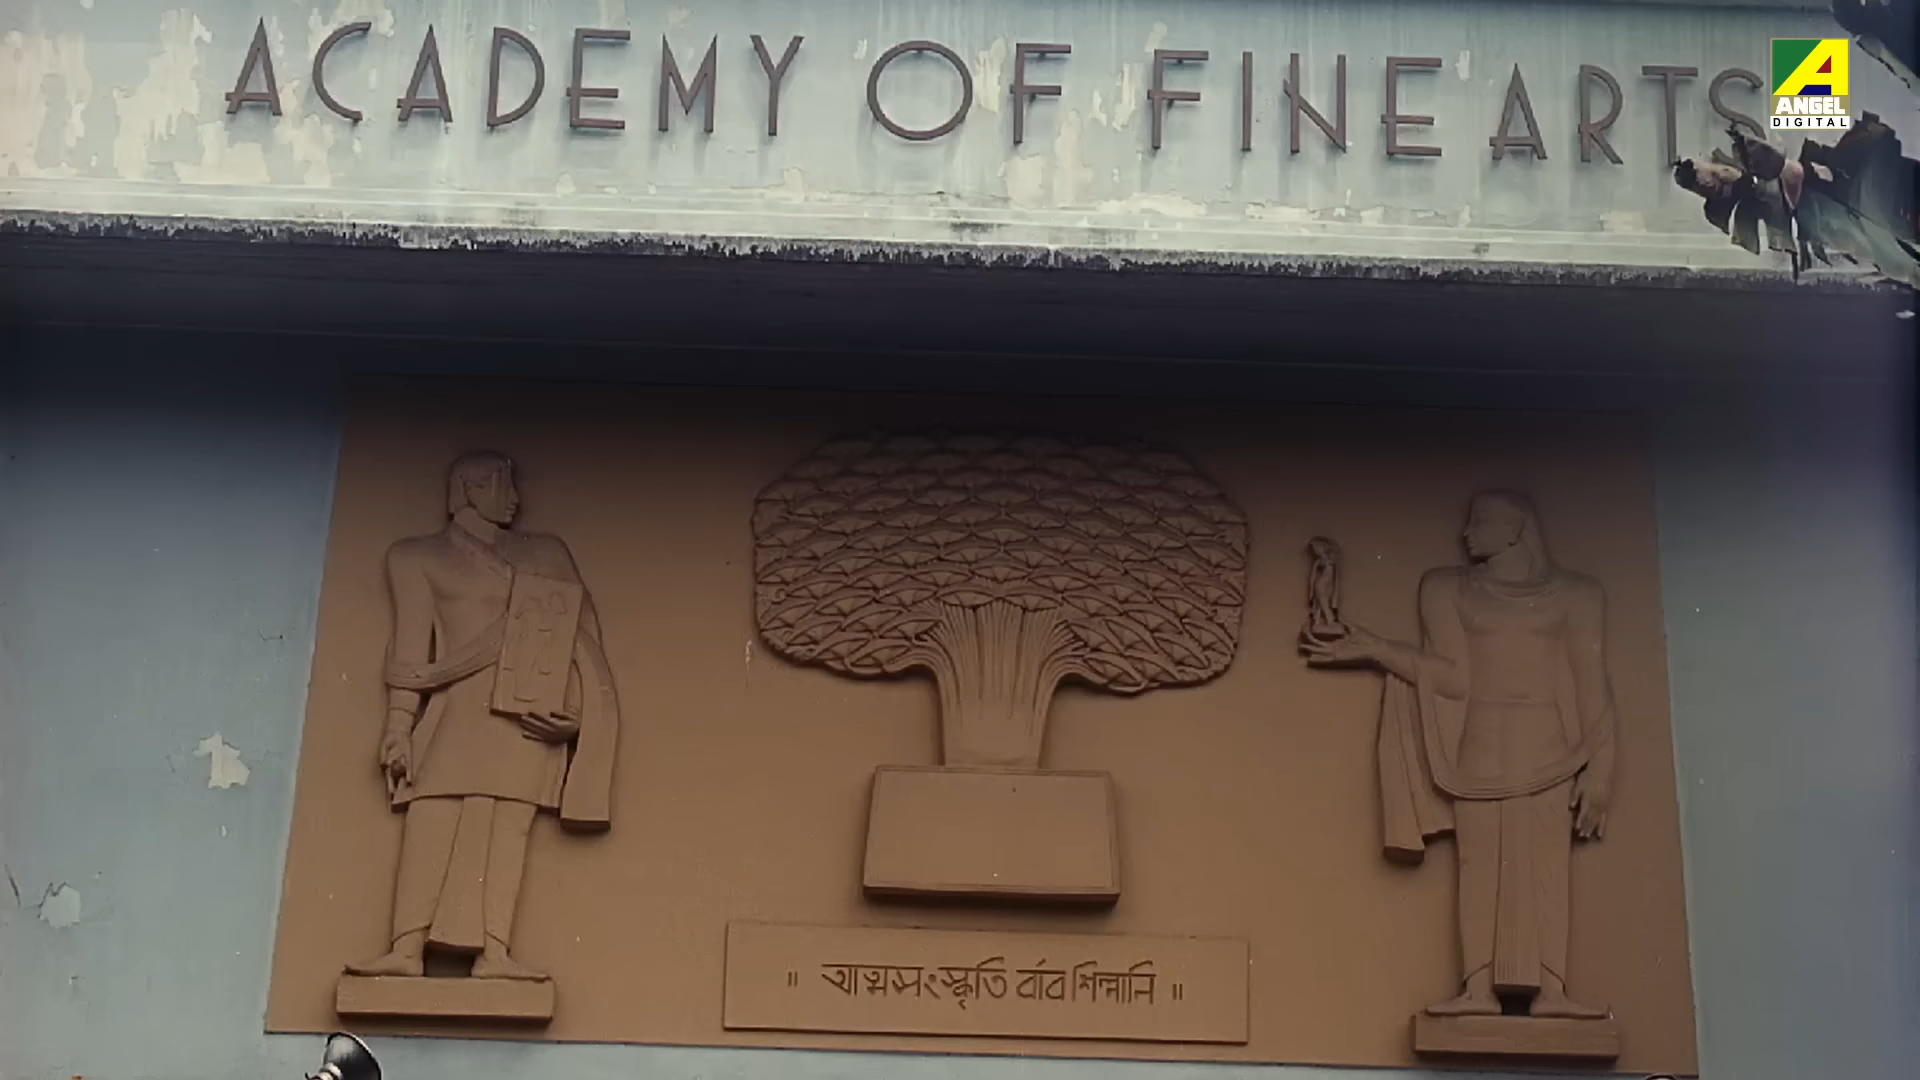 ACADEMY OF FINE ARTS
ANGEL
DIGITAL
॥ আত্মসংস্কৃতি র্বাব শিল্পানি ॥